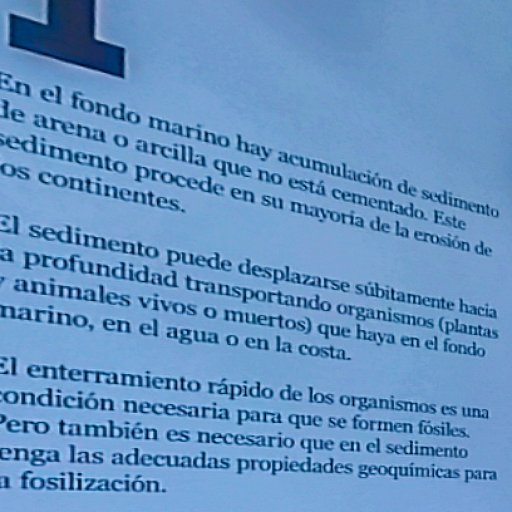 1
En el fondo marino hay acumulación de sedimento
de arena o arcilla que no está cementado. Este
sedimento procede en su mayoría de la erosión de
los continentes.
El sedimento puede desplazarse súbitamente hacia
la profundidad transportando organismos (plantas
y animales vivos o muertos) que haya en el fondo
marino, en el agua o en la costa.
El enterramiento rápido de los organismos es una
condición necesaria para que se formen fósiles.
Pero también es necesario que en el sedimento
tenga las adecuadas propiedades geoquímicas para
la fosilización.